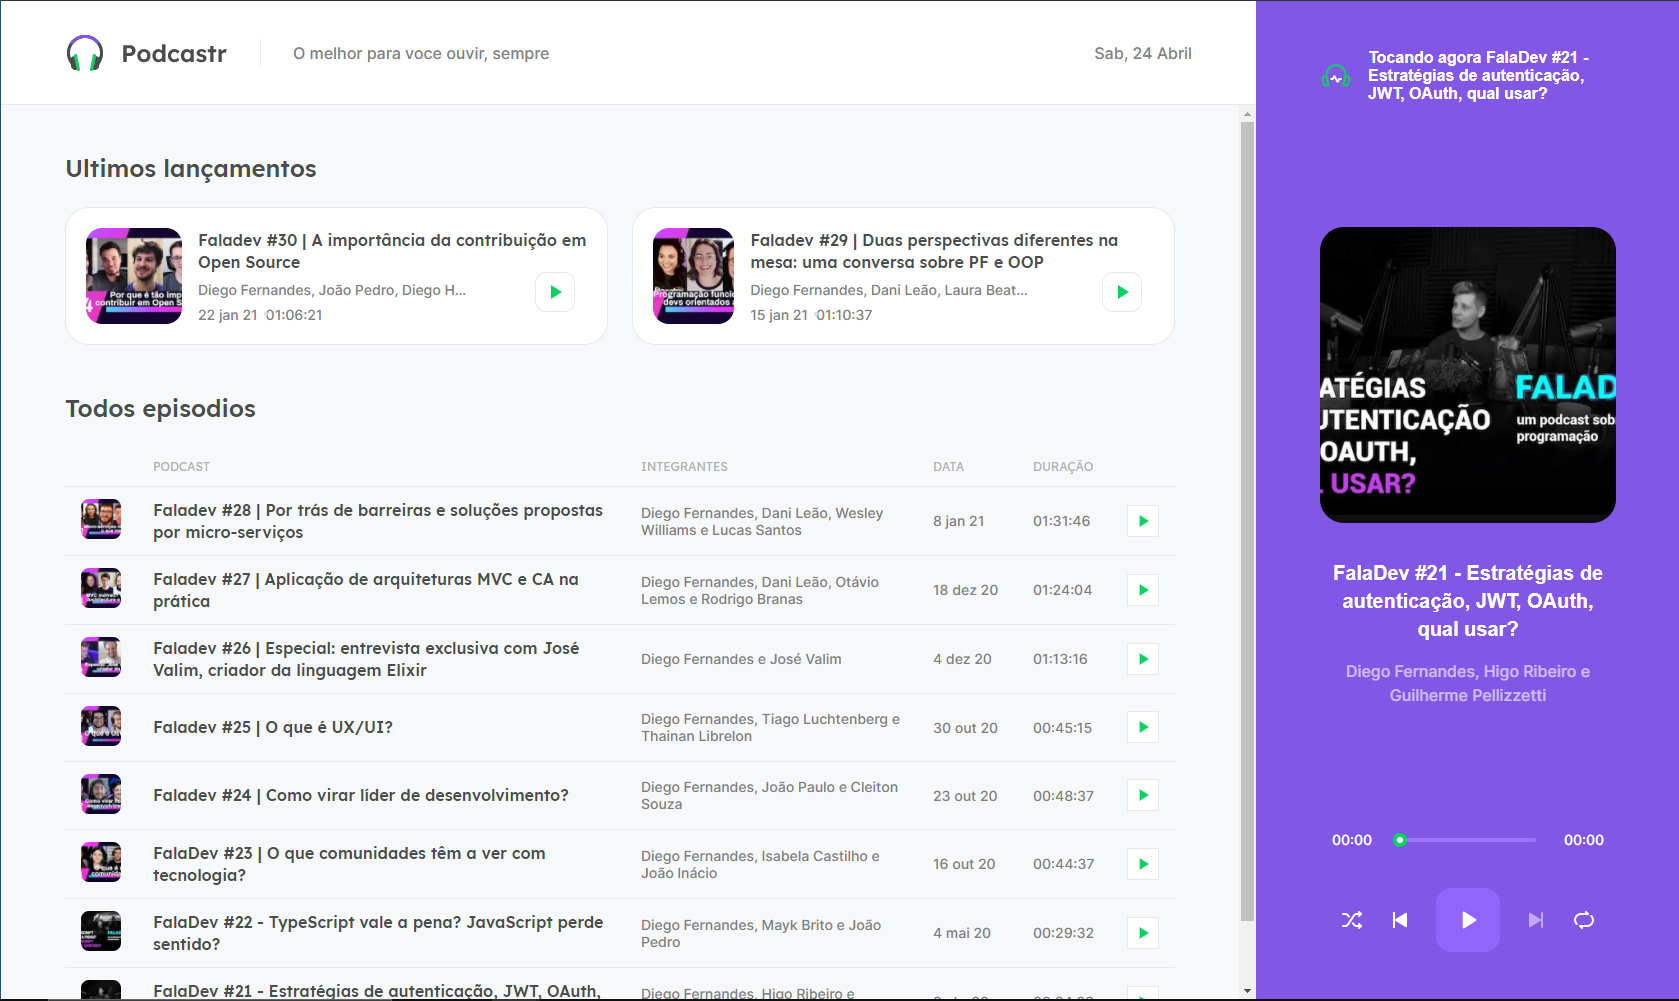 Podcastr
O melhor para voce ouvir, sempre
Sab, 24 Abril
Ultimos lançamentos
Por que é tão imp
contribuir em Open S
Faladev #30 | A importância da contribuição em
Open Source
Diego Fernandes, João Pedro, Diego H...
22 jan 21 01:06:21
Programação funcio
devs orientados a
Faladev #29 | Duas perspectivas diferentes na
mesa: uma conversa sobre PF e OOP
Diego Fernandes, Dani Leão, Laura Beat...
15 jan 21 01:10:37
Todos episodios
PODCAST INTEGRANTES DATA DURAÇÃO
Faladev #28 | Por trás de barreiras e soluções propostas
por micro-serviços
Diego Fernandes, Dani Leão, Wesley
Williams e Lucas Santos
8 jan 21
01:31:46
Faladev #27 | Aplicação de arquiteturas MVC e CA na
prática
Diego Fernandes, Dani Leão, Otávio
Lemos e Rodrigo Branas
18 dez 20
01:24:04
Faladev #26 | Especial: entrevista exclusiva com José
Valim, criador da linguagem Elixir
Diego Fernandes e José Valim
4 dez 20
01:13:16
Faladev #25 | O que é UX/UI?
Diego Fernandes, Tiago Luchtenberg e
Thainan Librelon
30 out 20
00:45:15
Faladev #24 | Como virar líder de desenvolvimento?
Diego Fernandes, João Paulo e Cleiton
Souza
23 out 20
00:48:37
FalaDev #23 | O que comunidades têm a ver com
tecnologia?
Diego Fernandes, Isabela Castilho e
João Inácio
16 out 20
00:44:37
FalaDev #22 - TypeScript vale a pena? JavaScript perde
sentido?
Diego Fernandes, Mayk Brito e João
Pedro
4 mai 20
00:29:32
FalaDev #21 - Estratégias de autenticação, JWT, OAuth,
Diego Fernandes, Higo Ribeiro e
Tocando agora FalaDev #21 -
Estratégias de autenticação,
JWT, OAuth, qual usar?
ATÉGIAS
UTENTICAÇÃO
OAUTH,
USAR?
FALAD
um podcast sob
programação
FalaDev #21 - Estratégias de
autenticação, JWT, OAuth,
qual usar?
Diego Fernandes, Higo Ribeiro e
Guilherme Pellizzetti
00:00
00:00